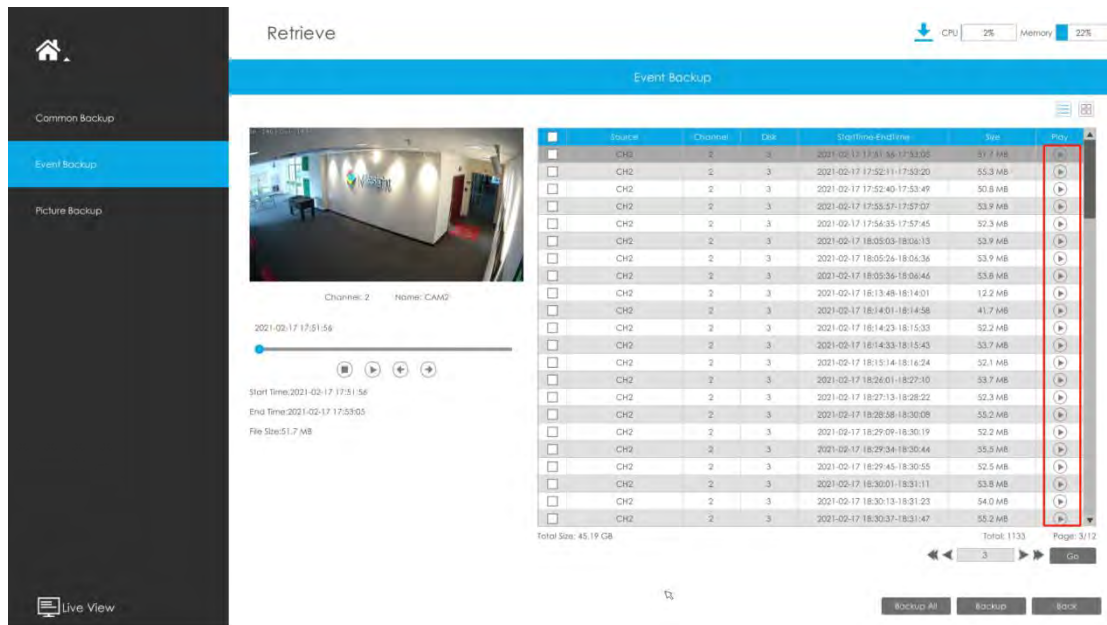 Retrieve
CPU 2% Memory 22%
Event Backup
Common Backup
Event Backup
Picture Backup
Milesight
Channel: 2 Name: CAM2
2021-02-17 17:51:56
Start Time:2021-02-17 17:51:56
End Time:2021-02-17 17:53:05
File Size:51.7 MB
Source Channel Disk StartTime-EndTime Size Play
CH2 2 3 2021-02-17 17:51:56-17:53:05 51.7 MB
CH2 2 3 2021-02-17 17:52:11-17:53:20 55.3 MB
CH2 2 3 2021-02-17 17:52:40-17:53:49 50.8 MB
CH2 2 3 2021-02-17 17:55:57-17:57:07 53.9 MB
CH2 2 3 2021-02-17 17:56:35-17:57:45 52.3 MB
CH2 2 3 2021-02-17 18:05:03-18:06:13 53.9 MB
CH2 2 3 2021-02-17 18:05:26-18:06:36 53.9 MB
CH2 2 3 2021-02-17 18:05:36-18:06:46 53.8 MB
CH2 2 3 2021-02-17 18:13:48-18:14:01 12.2 MB
CH2 2 3 2021-02-17 18:14:01-18:14:58 41.7 MB
CH2 2 3 2021-02-17 18:14:23-18:15:33 52.2 MB
CH2 2 3 2021-02-17 18:14:33-18:15:43 53.7 MB
CH2 2 3 2021-02-17 18:15:14-18:16:24 52.1 MB
CH2 2 3 2021-02-17 18:26:01-18:27:10 53.7 MB
CH2 2 3 2021-02-17 18:27:13-18:28:22 52.3 MB
CH2 2 3 2021-02-17 18:28:58-18:30:08 55.2 MB
CH2 2 3 2021-02-17 18:29:09-18:30:19 52.2 MB
CH2 2 3 2021-02-17 18:29:34-18:30:44 55.5 MB
CH2 2 3 2021-02-17 18:29:45-18:30:55 52.5 MB
CH2 2 3 2021-02-17 18:30:01-18:31:11 53.8 MB
CH2 2 3 2021-02-17 18:30:13-18:31:23 54.0 MB
CH2 2 3 2021-02-17 18:30:37-18:31:47 55.2 MB
Total Size: 45.19 GB Total: 1133 Page: 3/12
3 Go
Live View
Backup All Backup Back